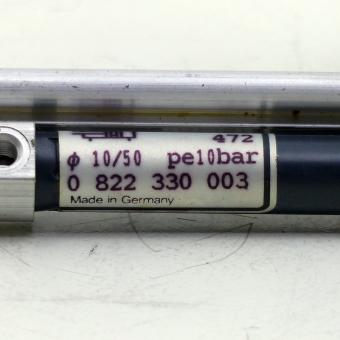 472
ϕ 10/50 pe10bar
0 822 330 003
Made in Germany